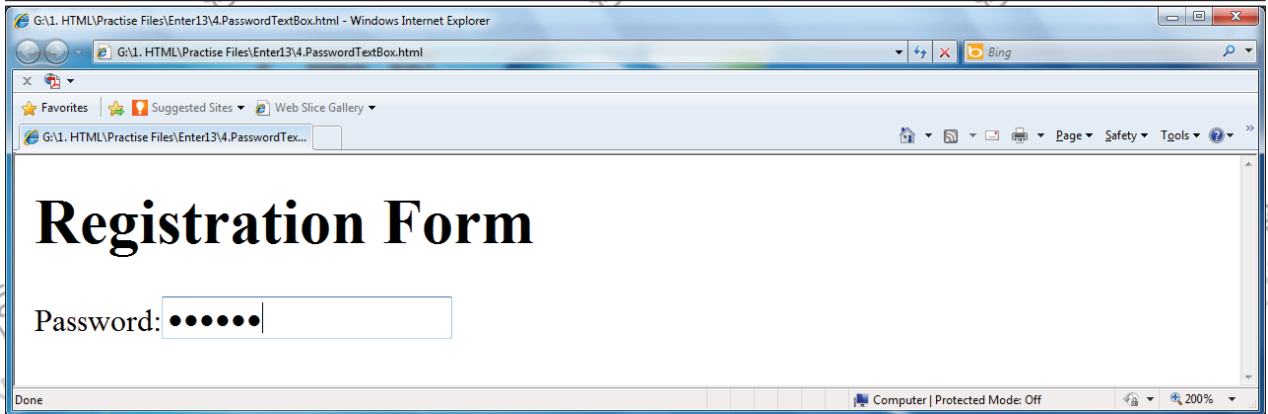 G:\1. HTML\Practise Files\Enter13\4.PasswordTextBox.html - Windows Internet Explorer
G:\1. HTML\Practise Files\Enter13\4.PasswordTextBox.html
Bing
Favorites Suggested Sites Web Slice Gallery
G:\1. HTML\Practise Files\Enter13\4.PasswordTex... Page Safety Tools
Registration Form
Password: ●●●●●●
Done Computer | Protected Mode: Off 200%